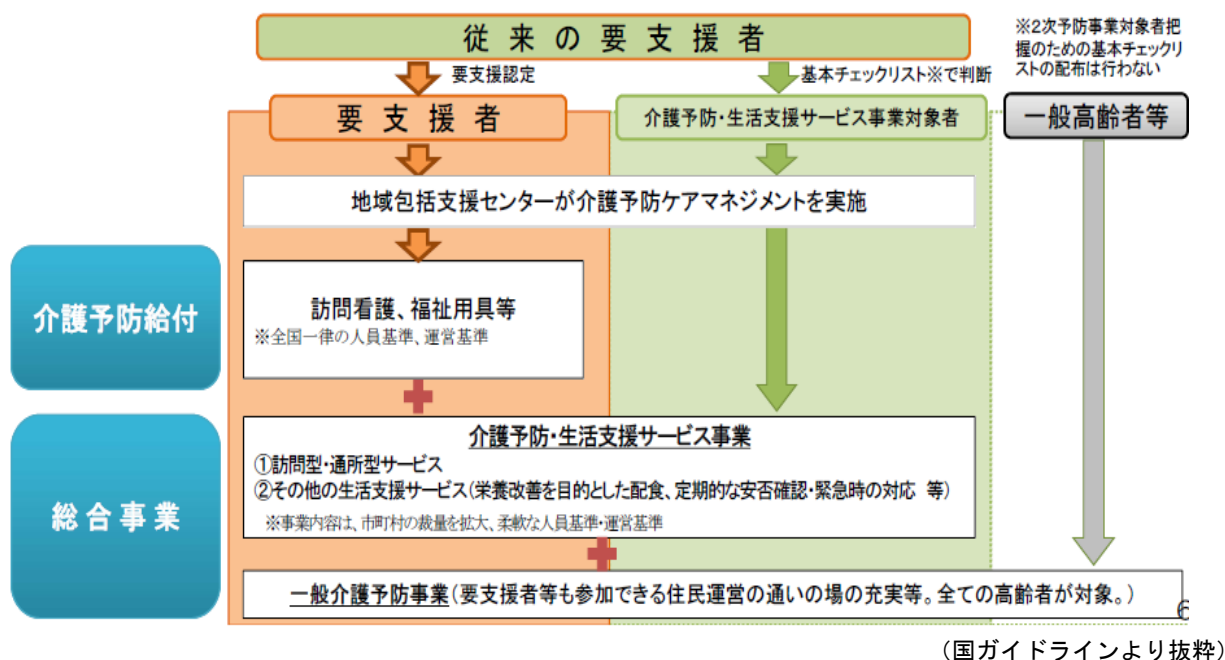 従来の要支援者
※2次予防事業対象者把
握のための基本チェックリ
ストの配布は行わない
要支援認定
基本チェックリスト※で判断
要支援者
介護予防・生活支援サービス事業対象者
一般高齢者等
地域包括支援センターが介護予防ケアマネジメントを実施
介護予防給付
訪問看護、福祉用具等
※全国一律の人員基準、運営基準
総合事業
介護予防・生活支援サービス事業
①訪問型・通所型サービス
②その他の生活支援サービス(栄養改善を目的とした配食、定期的な安否確認・緊急時の対応 等)
※事業内容は、市町村の裁量を拡大、柔軟な人員基準・運営基準
一般介護予防事業(要支援者等も参加できる住民運営の通いの場の充実等。全ての高齢者が対象。)
6
(国ガイドラインより抜粋)